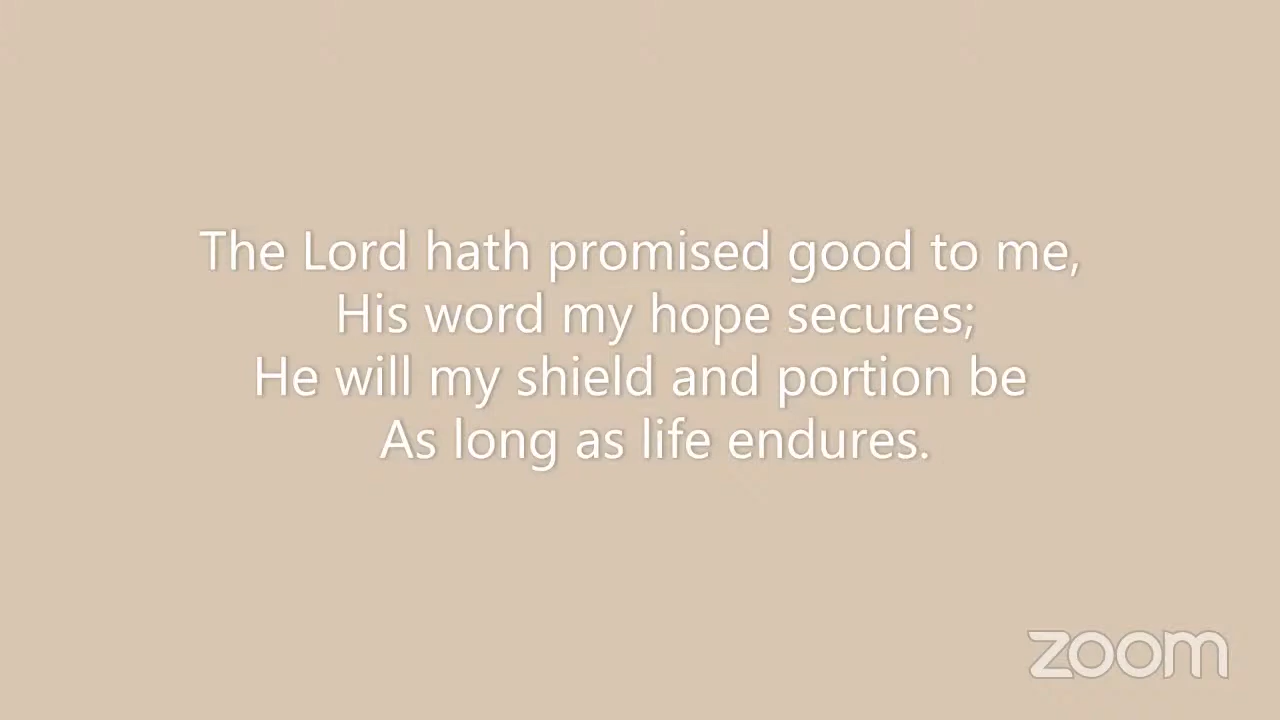 The Lord hath promised good to me,
His word my hope secures;
He will my shield and portion be
As long as life endures.
zoom